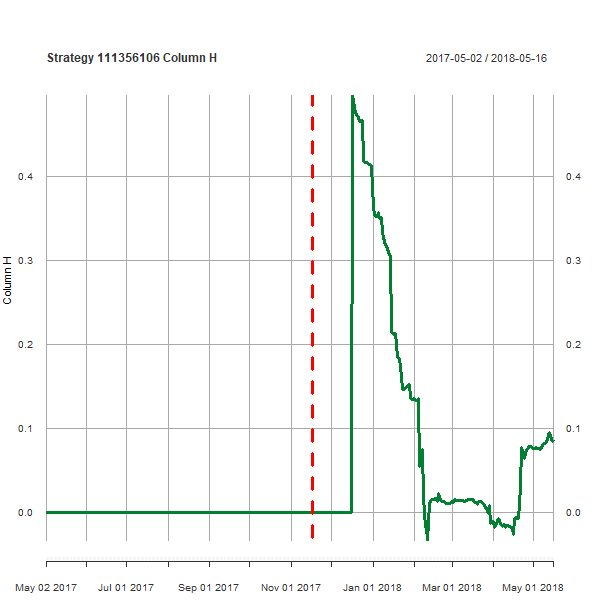 Strategy 111356106 Column H
2017-05-02 / 2018-05-16
0.4 0.4
0.3 0.3
Column H
0.2 0.2
0.1 0.1
0.0 0.0
May 02 2017 Jul 01 2017 Sep 01 2017 Nov 01 2017 Jan 01 2018 Mar 01 2018 May 01 2018